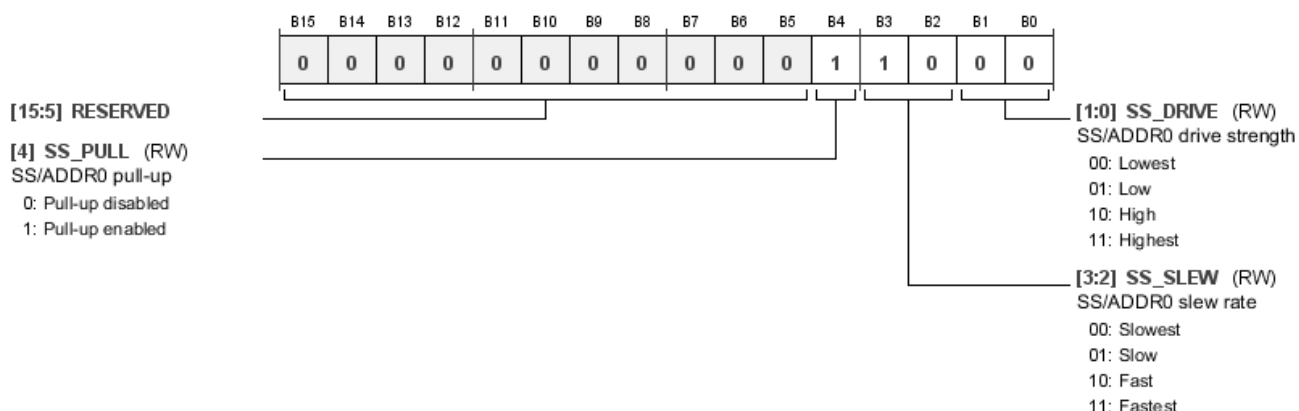 B15 B14 B13 B12 B11 B10 B9 B8 B7 B6 B5 B4 B3 B2 B1 B0
0 0 0 0 0 0 0 0 0 0 0 1 1 0 0 0
[15:5] RESERVED
[4] SS_PULL (RW)
SS/ADDR0 pull-up
0: Pull-up disabled
1: Pull-up enabled
[1:0] SS_DRIVE (RW)
SS/ADDR0 drive strength
00: Lowest
01: Low
10: High
11: Highest
[3:2] SS_SLEW (RW)
SS/ADDR0 slew rate
00: Slowest
01: Slow
10: Fast
11: Fastest